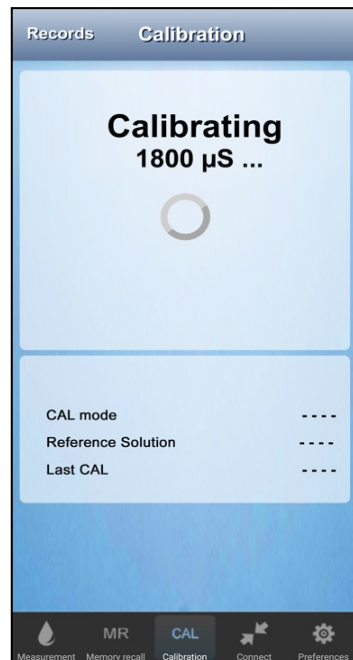 Records Calibration
Calibrating
1800 µS ...
CAL mode ----
Reference Solution ----
Last CAL ----
MR CAL
Measurement Memory recall Calibration Connect Preferences